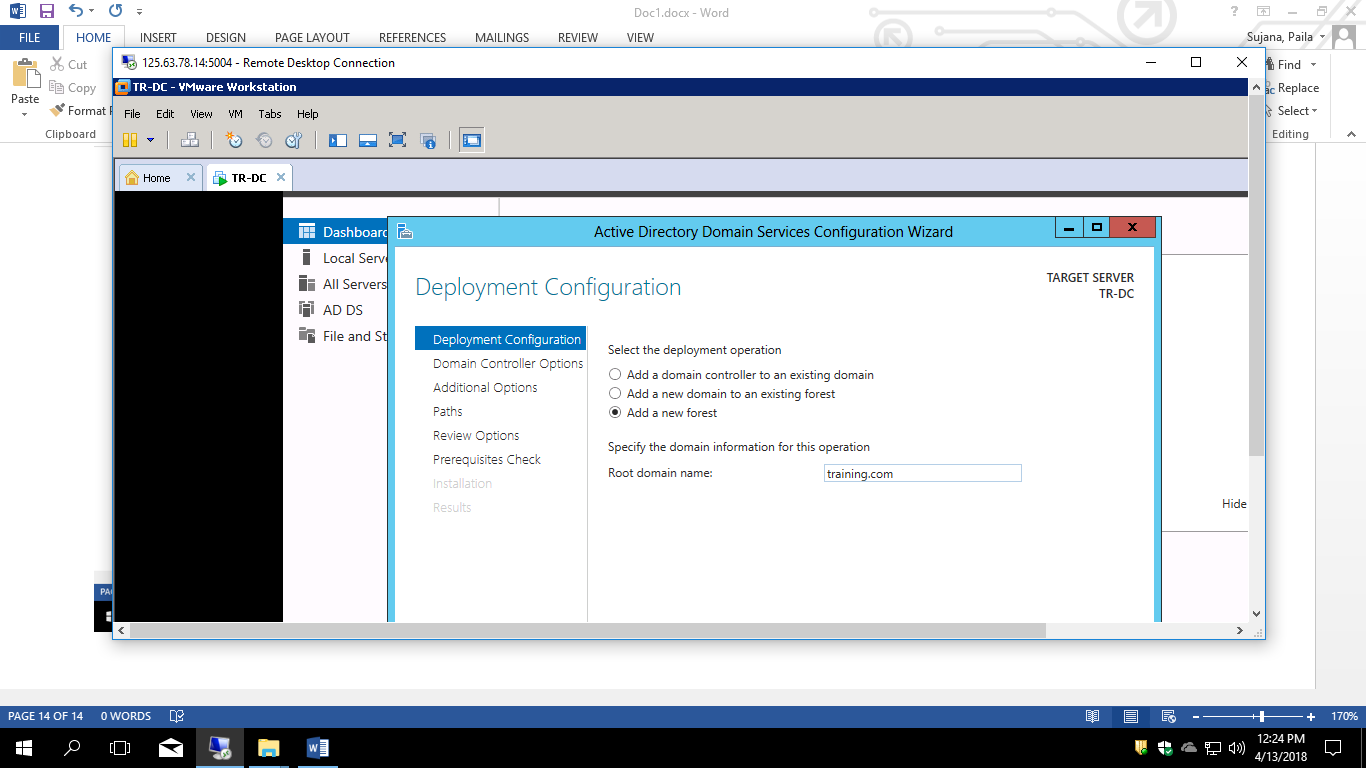 Doc1.docx - Word
?
FILE HOME INSERT DESIGN PAGE LAYOUT REFERENCES MAILINGS REVIEW VIEW
Sujana, Paila
Paste
Cut
Copy
Format
Clipboard
Find
Replace
Select
Editing
125.63.78.14:5004 - Remote Desktop Connection
TR-DC - VMware Workstation
File Edit View VM Tabs Help
Home
TR-DC
Dashboard
Local Serve
All Servers
AD DS
File and St
Active Directory Domain Services Configuration Wizard
Deployment Configuration
TARGET SERVER
TR-DC
Deployment Configuration
Domain Controller Options
Additional Options
Paths
Review Options
Prerequisites Check
Installation
Results
Select the deployment operation
Add a domain controller to an existing domain
Add a new domain to an existing forest
Add a new forest
Specify the domain information for this operation
Root domain name: training.com
Hide
PAGE 14 OF 14 0 WORDS
170%
12:24 PM
4/13/2018